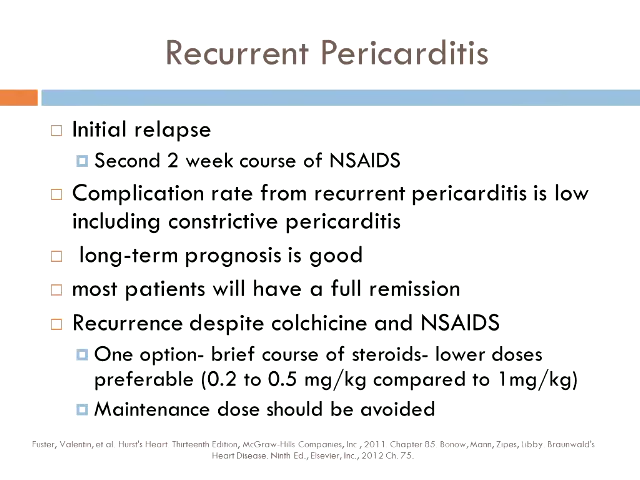 Recurrent Pericarditis
Initial relapse
Second 2 week course of NSAIDS
Complication rate from recurrent pericarditis is low
including constrictive pericarditis
long-term prognosis is good
most patients will have a full remission
Recurrence despite colchicine and NSAIDS
One option- brief course of steroids- lower doses
preferable (0.2 to 0.5 mg/kg compared to 1mg/kg)
Maintenance dose should be avoided
Fuster, Valentin, et al. Hurst's Heart. Thirteenth Edition, McGraw-Hills Companies, Inc., 2011. Chapter 85. Bonow, Mann, Zipes, Libby. Braunwald's
Heart Disease. Ninth Ed., Elsevier, Inc., 2012 Ch. 75.